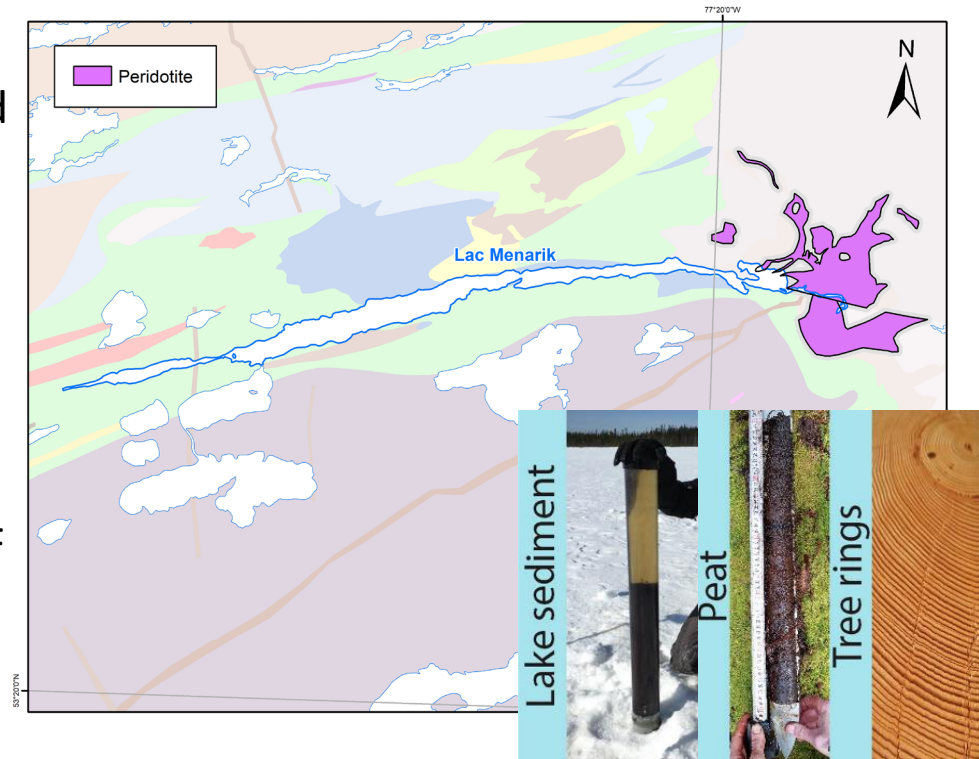 77°20'0"W
Peridotite
N
Lac Menarik
53°20'0"N
Lake sediment
Peat
Tree rings